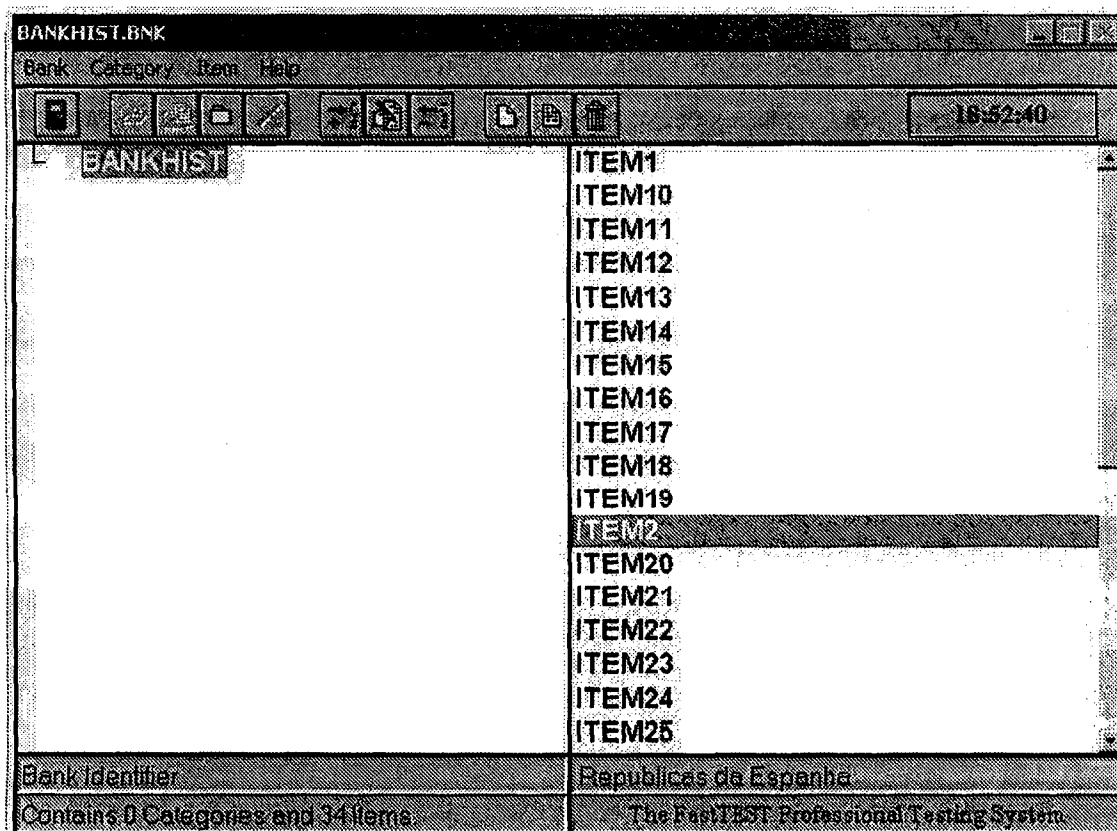 BANKHIST.BNK
Bank Category Item Help
18:52:40
BANKHIST
ITEM1
ITEM10
ITEM11
ITEM12
ITEM13
ITEM14
ITEM15
ITEM16
ITEM17
ITEM18
ITEM19
ITEM2
ITEM20
ITEM21
ITEM22
ITEM23
ITEM24
ITEM25
Bank Identifier
Republicas da Espanha
Contains 0 Categories and 34 Items
The FastTEST Professional Testing System